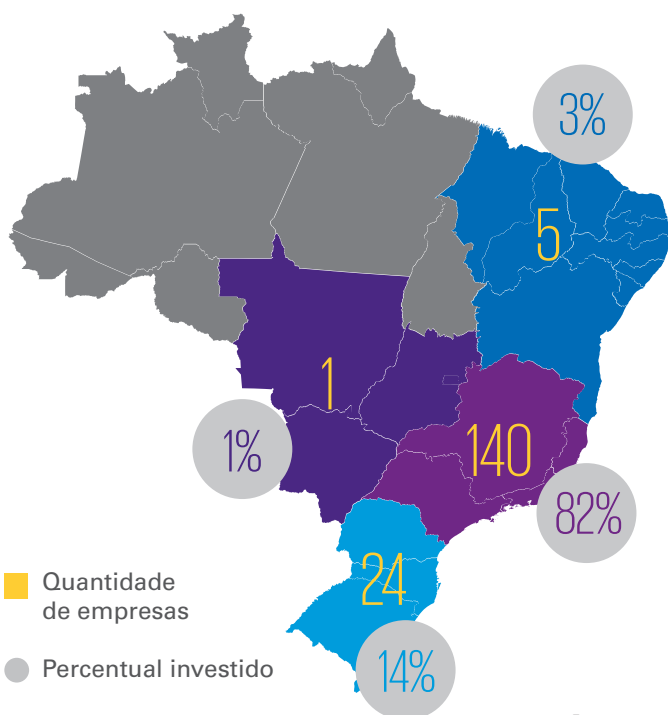 3%
5
1
140
1%
82%
24
Quantidade
de empresas
Percentual investido
14%